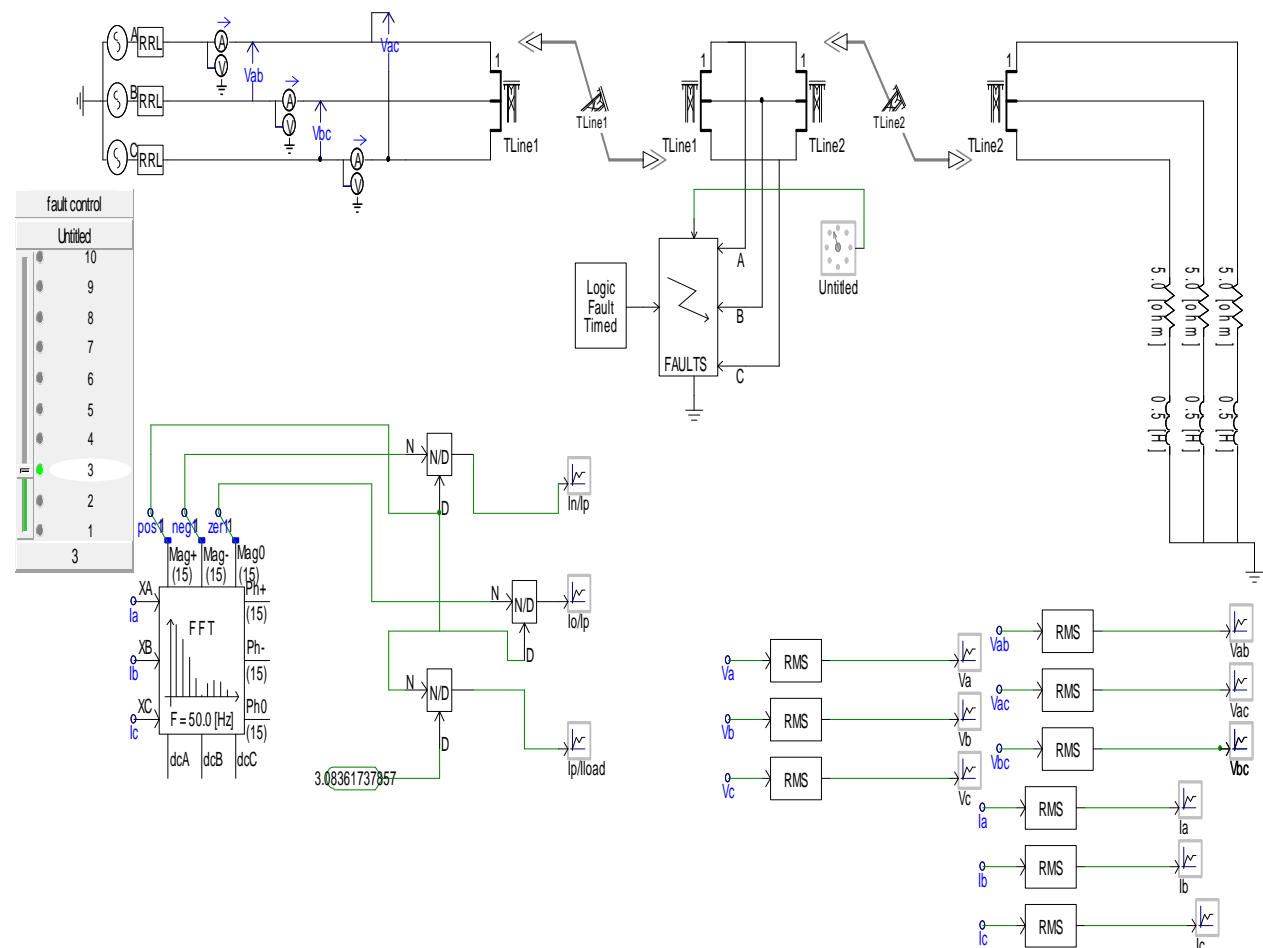 A
RRL
A
V
Vab
Vac
B
RRL
A
V
Vbc
C
RRL
A
V
1
TLine1
TLine1
1
TLine1
1
TLine2
TLine2
1
TLine2
fault control
Untitled
10
9
8
7
6
5
4
3
2
1
3
Logic
Fault
Timed
FAULTS
A
B
C
Untitled
5.0 [ohm]
5.0 [ohm]
5.0 [ohm]
0.5 [H]
0.5 [H]
0.5 [H]
pos1
neg1
zer1
Mag+
(15)
Mag-
(15)
Mag0
(15)
XA
Ia
XB
Ib
XC
Ic
FFT
F = 50.0 [Hz]
Ph+
(15)
Ph-
(15)
Ph0
(15)
dcA
dcB
dcC
N
N/D
D
In/Ip
N
N/D
D
Io/Ip
N
N/D
D
Ip/Iload
3.08361737857
Va
RMS
Va
Vb
RMS
Vb
Vc
RMS
Vc
Vab
RMS
Vab
Vac
RMS
Vac
Vbc
RMS
Vbc
Ia
RMS
Ia
Ib
RMS
Ib
Ic
RMS
Ic